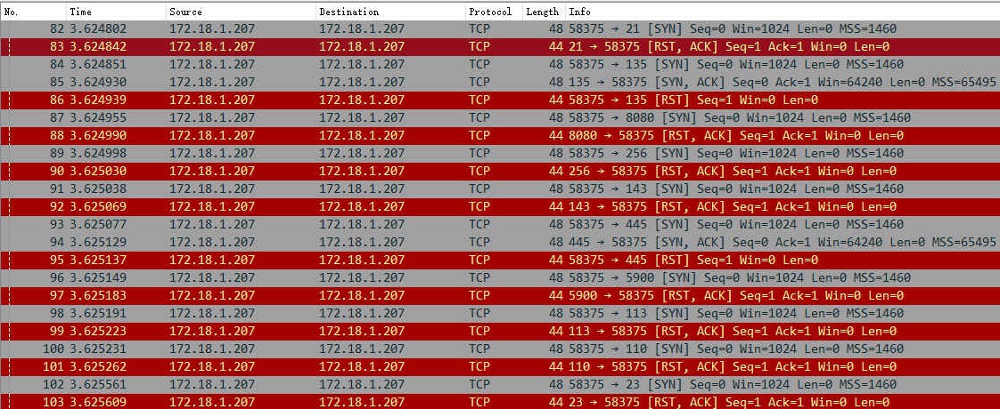 No. Time Source Destination Protocol Length Info
82 3.624802 172.18.1.207 172.18.1.207 TCP 48 58375 → 21 [SYN] Seq=0 Win=1024 Len=0 MSS=1460
83 3.624842 172.18.1.207 172.18.1.207 TCP 44 21 → 58375 [RST, ACK] Seq=1 Ack=1 Win=0 Len=0
84 3.624851 172.18.1.207 172.18.1.207 TCP 48 58375 → 135 [SYN] Seq=0 Win=1024 Len=0 MSS=1460
85 3.624930 172.18.1.207 172.18.1.207 TCP 48 135 → 58375 [SYN, ACK] Seq=0 Ack=1 Win=64240 Len=0 MSS=65495
86 3.624939 172.18.1.207 172.18.1.207 TCP 44 58375 → 135 [RST] Seq=1 Win=0 Len=0
87 3.624955 172.18.1.207 172.18.1.207 TCP 48 58375 → 8080 [SYN] Seq=0 Win=1024 Len=0 MSS=1460
88 3.624990 172.18.1.207 172.18.1.207 TCP 44 8080 → 58375 [RST, ACK] Seq=1 Ack=1 Win=0 Len=0
89 3.624998 172.18.1.207 172.18.1.207 TCP 48 58375 → 256 [SYN] Seq=0 Win=1024 Len=0 MSS=1460
90 3.625030 172.18.1.207 172.18.1.207 TCP 44 256 → 58375 [RST, ACK] Seq=1 Ack=1 Win=0 Len=0
91 3.625038 172.18.1.207 172.18.1.207 TCP 48 58375 → 143 [SYN] Seq=0 Win=1024 Len=0 MSS=1460
92 3.625069 172.18.1.207 172.18.1.207 TCP 44 143 → 58375 [RST, ACK] Seq=1 Ack=1 Win=0 Len=0
93 3.625077 172.18.1.207 172.18.1.207 TCP 48 58375 → 445 [SYN] Seq=0 Win=1024 Len=0 MSS=1460
94 3.625129 172.18.1.207 172.18.1.207 TCP 48 445 → 58375 [SYN, ACK] Seq=0 Ack=1 Win=64240 Len=0 MSS=65495
95 3.625137 172.18.1.207 172.18.1.207 TCP 44 58375 → 445 [RST] Seq=1 Win=0 Len=0
96 3.625149 172.18.1.207 172.18.1.207 TCP 48 58375 → 5900 [SYN] Seq=0 Win=1024 Len=0 MSS=1460
97 3.625183 172.18.1.207 172.18.1.207 TCP 44 5900 → 58375 [RST, ACK] Seq=1 Ack=1 Win=0 Len=0
98 3.625191 172.18.1.207 172.18.1.207 TCP 48 58375 → 113 [SYN] Seq=0 Win=1024 Len=0 MSS=1460
99 3.625223 172.18.1.207 172.18.1.207 TCP 44 113 → 58375 [RST, ACK] Seq=1 Ack=1 Win=0 Len=0
100 3.625231 172.18.1.207 172.18.1.207 TCP 48 58375 → 110 [SYN] Seq=0 Win=1024 Len=0 MSS=1460
101 3.625262 172.18.1.207 172.18.1.207 TCP 44 110 → 58375 [RST, ACK] Seq=1 Ack=1 Win=0 Len=0
102 3.625561 172.18.1.207 172.18.1.207 TCP 48 58375 → 23 [SYN] Seq=0 Win=1024 Len=0 MSS=1460
103 3.625609 172.18.1.207 172.18.1.207 TCP 44 23 → 58375 [RST, ACK] Seq=1 Ack=1 Win=0 Len=0